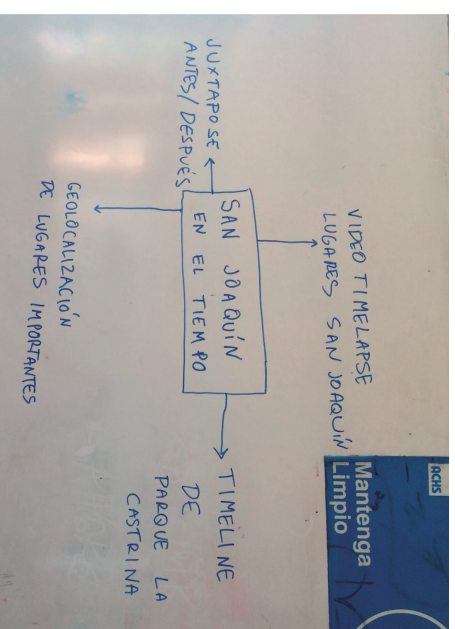 VIDEO TIMELAPSE
LUGARES SAN JOAQUÍN
ACHS
Mantenga
Limpio
JUXTAPOSE
ANTES/DESPUÉS
SAN JOAQUÍN
EN EL TIEMPO
TIMELINE
DE
PARQUE LA
CASTRINA
GEOLOCALIZACIÓN
DE LUGARES IMPORTANTES